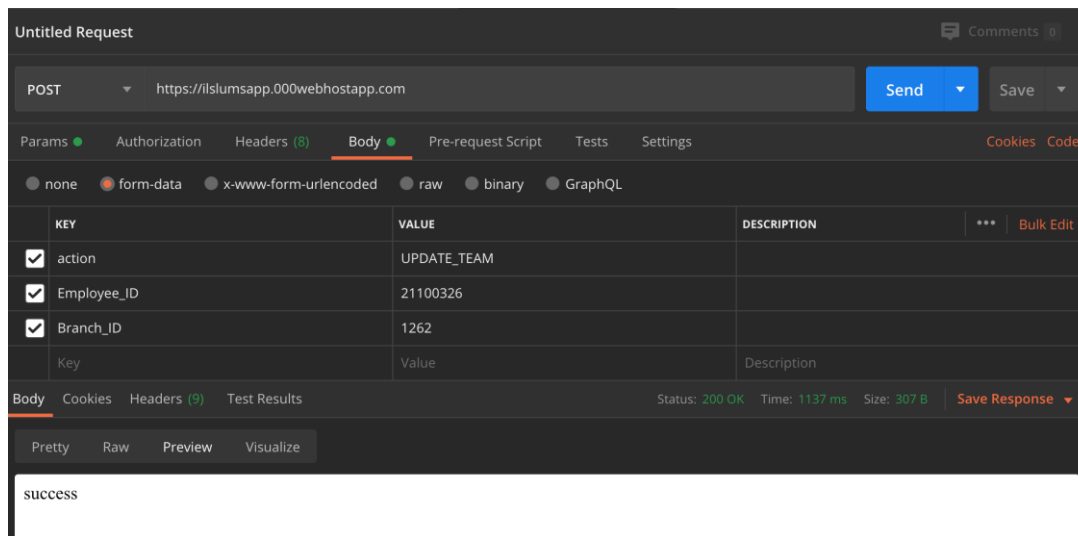 Untitled Request Comments 0
POST https://ilslumsapp.000webhostapp.com Send Save
Params Authorization Headers (8) Body Pre-request Script Tests Settings Cookies Code
none form-data x-www-form-urlencoded raw binary GraphQL
KEY VALUE DESCRIPTION ••• Bulk Edit
action UPDATE_TEAM
Employee_ID 21100326
Branch_ID 1262
Key Value Description
Body Cookies Headers (9) Test Results Status: 200 OK Time: 1137 ms Size: 307 B Save Response
Pretty Raw Preview Visualize
success